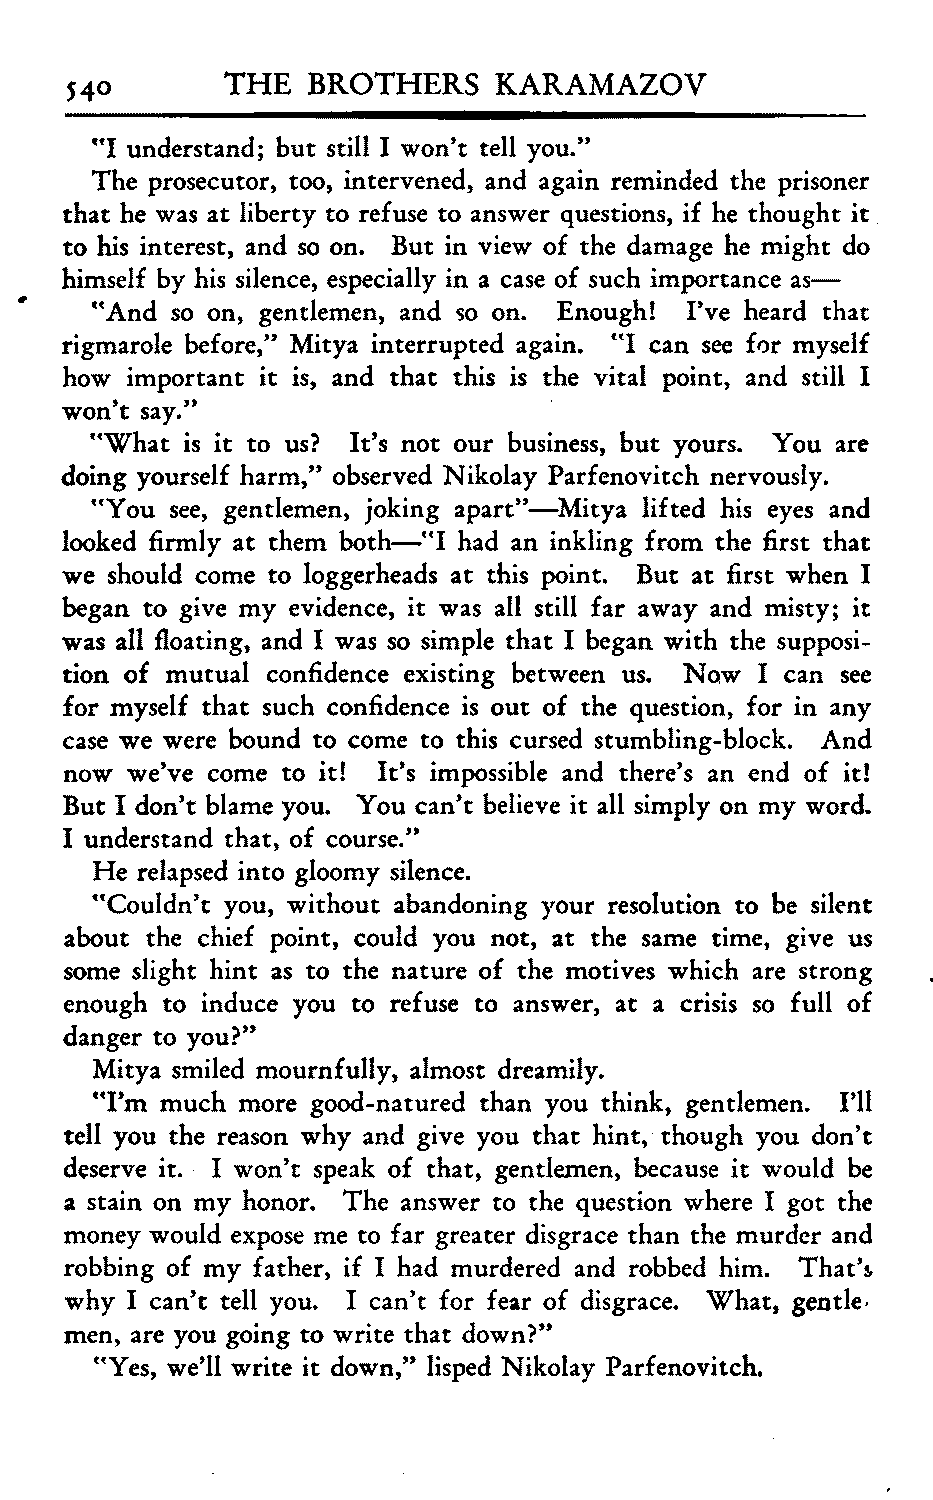 540 THE BROTHERS KARAMAZOV
"I understand; but still I won't tell you."
The prosecutor, too, intervened, and again reminded the prisoner
that he was at liberty to refuse to answer questions, if he thought it
to his interest, and so on. But in view of the damage he might do
himself by his silence, especially in a case of such importance as—
"And so on, gentlemen, and so on. Enough! I've heard that
rigmarole before," Mitya interrupted again. "I can see for myself
how important it is, and that this is the vital point, and still I
won't say."
"What is it to us? It's not our business, but yours. You are
doing yourself harm," observed Nikolay Parfenovitch nervously.
"You see, gentlemen, joking apart"—Mitya lifted his eyes and
looked firmly at them both—"I had an inkling from the first that
we should come to loggerheads at this point. But at first when I
began to give my evidence, it was all still far away and misty; it
was all floating, and I was so simple that I began with the supposi-
tion of mutual confidence existing between us. Now I can see
for myself that such confidence is out of the question, for in any
case we were bound to come to this cursed stumbling-block. And
now we've come to it! It's impossible and there's an end of it!
But I don't blame you. You can't believe it all simply on my word.
I understand that, of course."
He relapsed into gloomy silence.
"Couldn't you, without abandoning your resolution to be silent
about the chief point, could you not, at the same time, give us
some slight hint as to the nature of the motives which are strong
enough to induce you to refuse to answer, at a crisis so full of
danger to you?"
Mitya smiled mournfully, almost dreamily.
"I'm much more good-natured than you think, gentlemen. I'll
tell you the reason why and give you that hint, though you don't
deserve it. I won't speak of that, gentlemen, because it would be
a stain on my honor. The answer to the question where I got the
money would expose me to far greater disgrace than the murder and
robbing of my father, if I had murdered and robbed him. That's
why I can't tell you. I can't for fear of disgrace. What, gentle-
men, are you going to write that down?"
"Yes, we'll write it down," lisped Nikolay Parfenovitch.